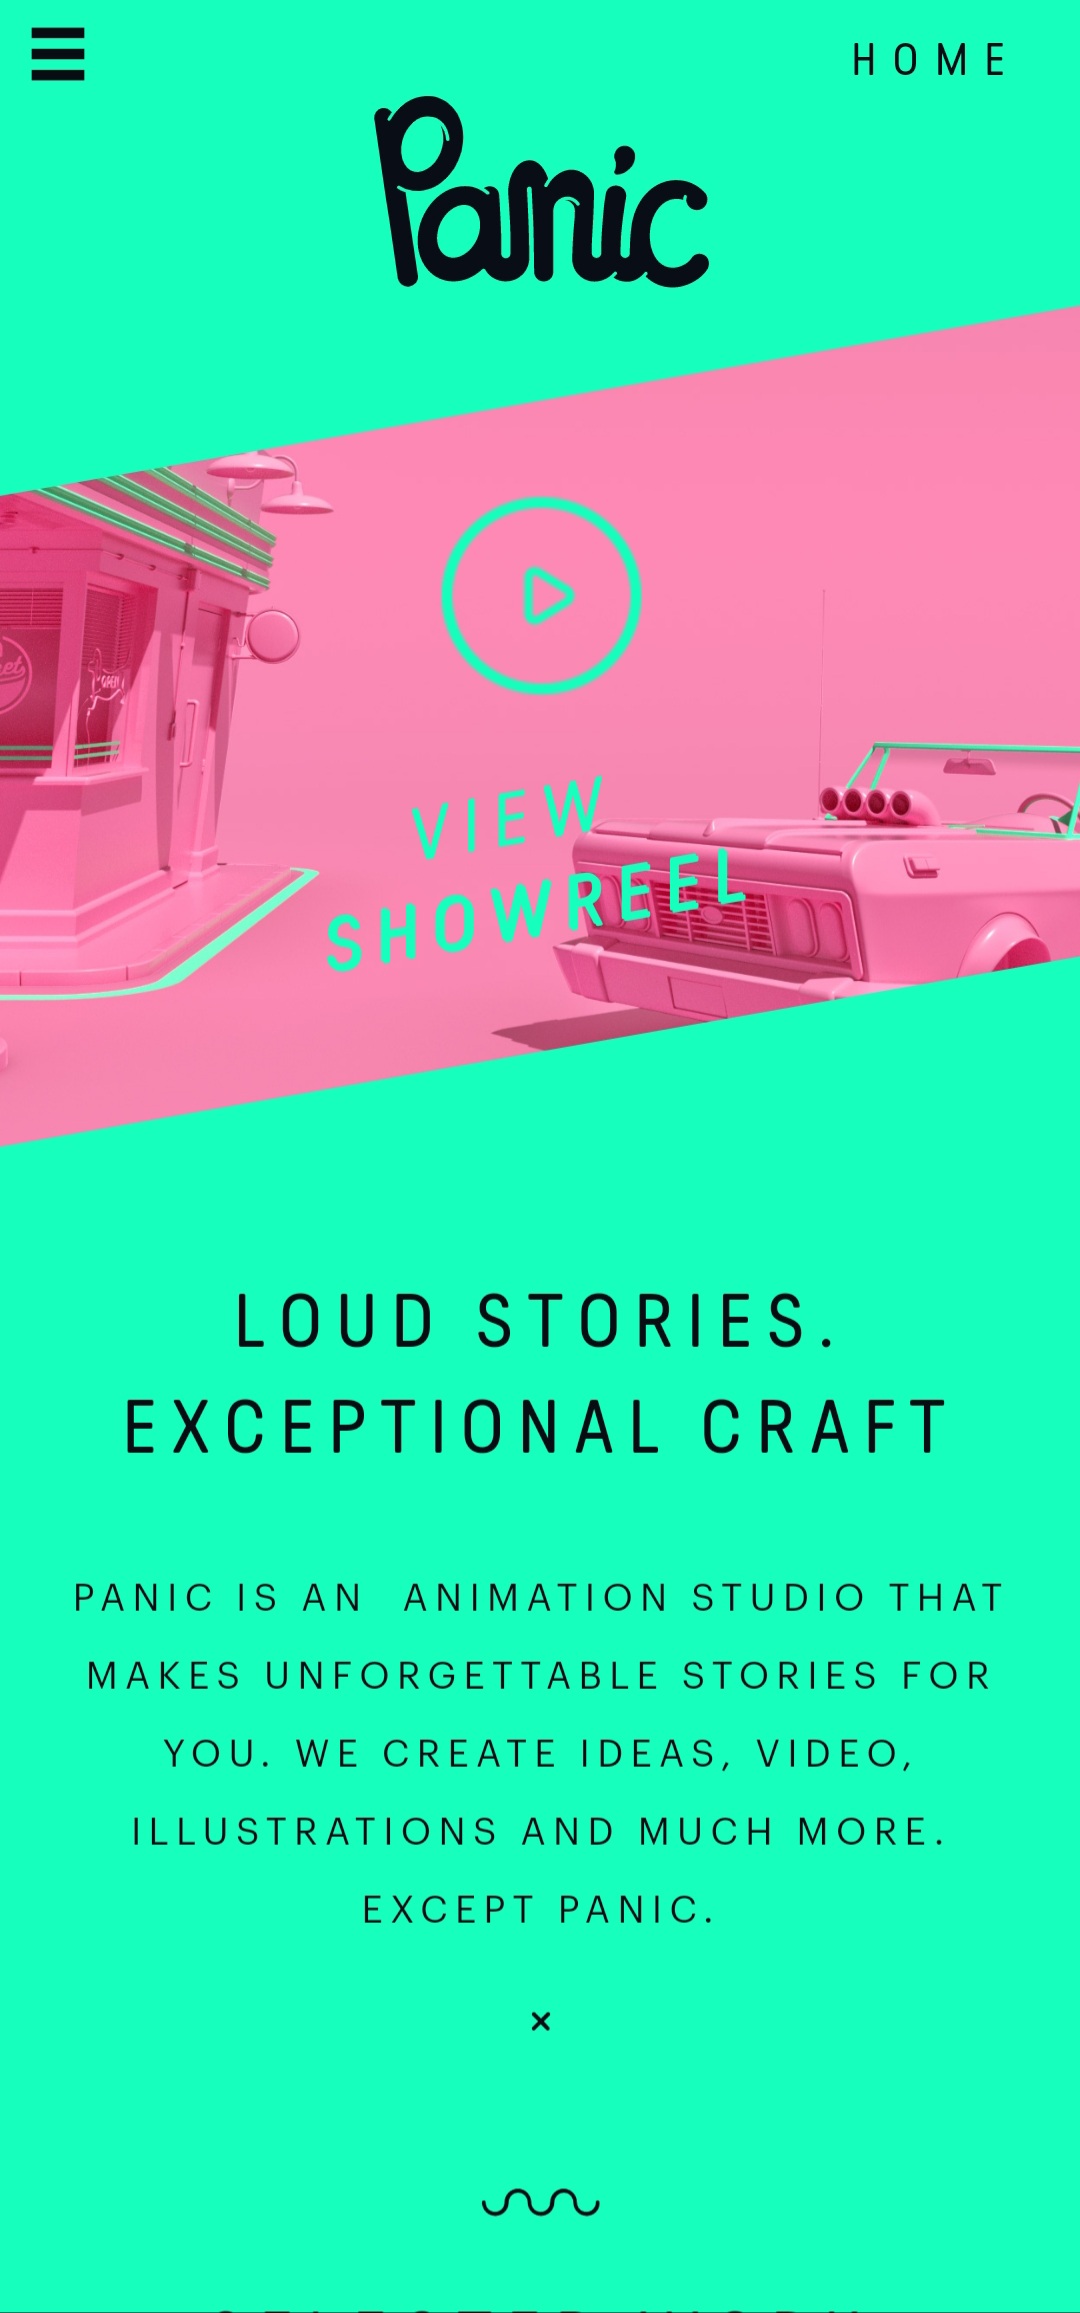 HOME
Panic
OPEN
VIEW
SHOWREEL
LOUD STORIES.
EXCEPTIONAL CRAFT
PANIC IS AN  ANIMATION STUDIO THAT
MAKES UNFORGETTABLE STORIES FOR
YOU. WE CREATE IDEAS, VIDEO,
ILLUSTRATIONS AND MUCH MORE.
EXCEPT PANIC.